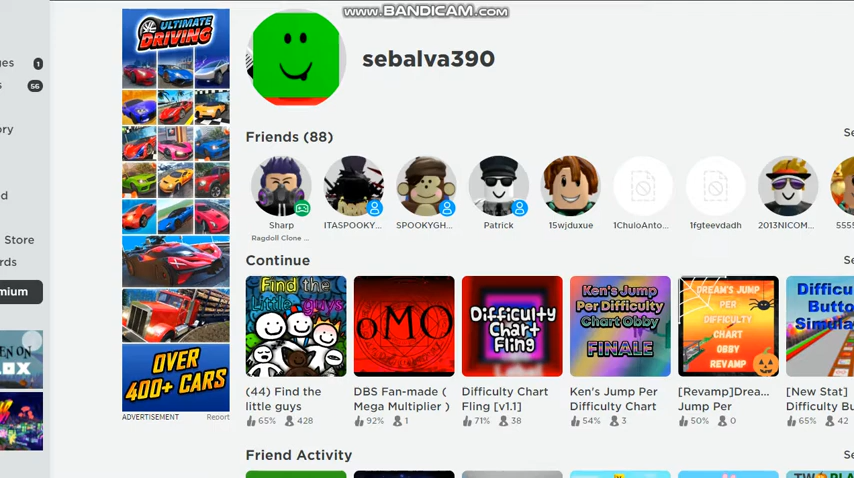 www.BANDICAM.com
ULTIMATE
DRIVING
OVER
400+ CARS
ADVERTISEMENT
Report
1
56
Store
sebalva390
Friends (88)
Sharp
Ragdoll Clone ...
ITASPOOKY...
SPOOKYGH...
Patrick
15wjduxue
1ChuloAnto...
1fgteevdadh
2013NICOM...
Continue
Find the
Little guys
oMO
Difficulty
Chart
Fling
Ken's Jump
Per Difficulty
Chart Obby
FINALE
DREAM'S JUMP
PER
DIFFICULTY
CHART
OBBY
REVAMP
(44) Find the
little guys
65% 428
DBS Fan-made (
Mega Multiplier )
92% 1
Difficulty Chart
Fling [v1.1]
71% 38
Ken's Jump Per
Difficulty Chart
54% 3
[Revamp]Drea...
Jump Per
50% 0
[New Stat]
Difficulty Bu
65% 42
Friend Activity